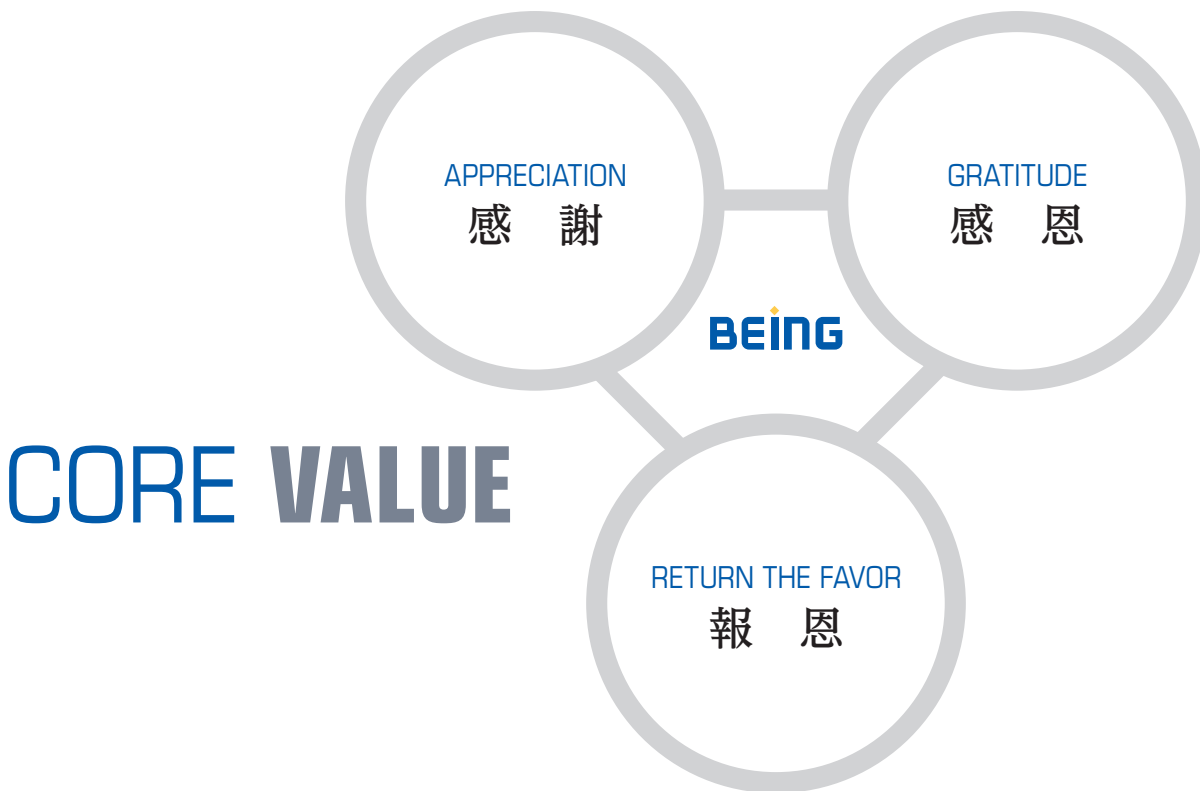 APPRECIATION
感 謝
GRATITUDE
感 恩
BEING
CORE VALUE
RETURN THE FAVOR
報 恩